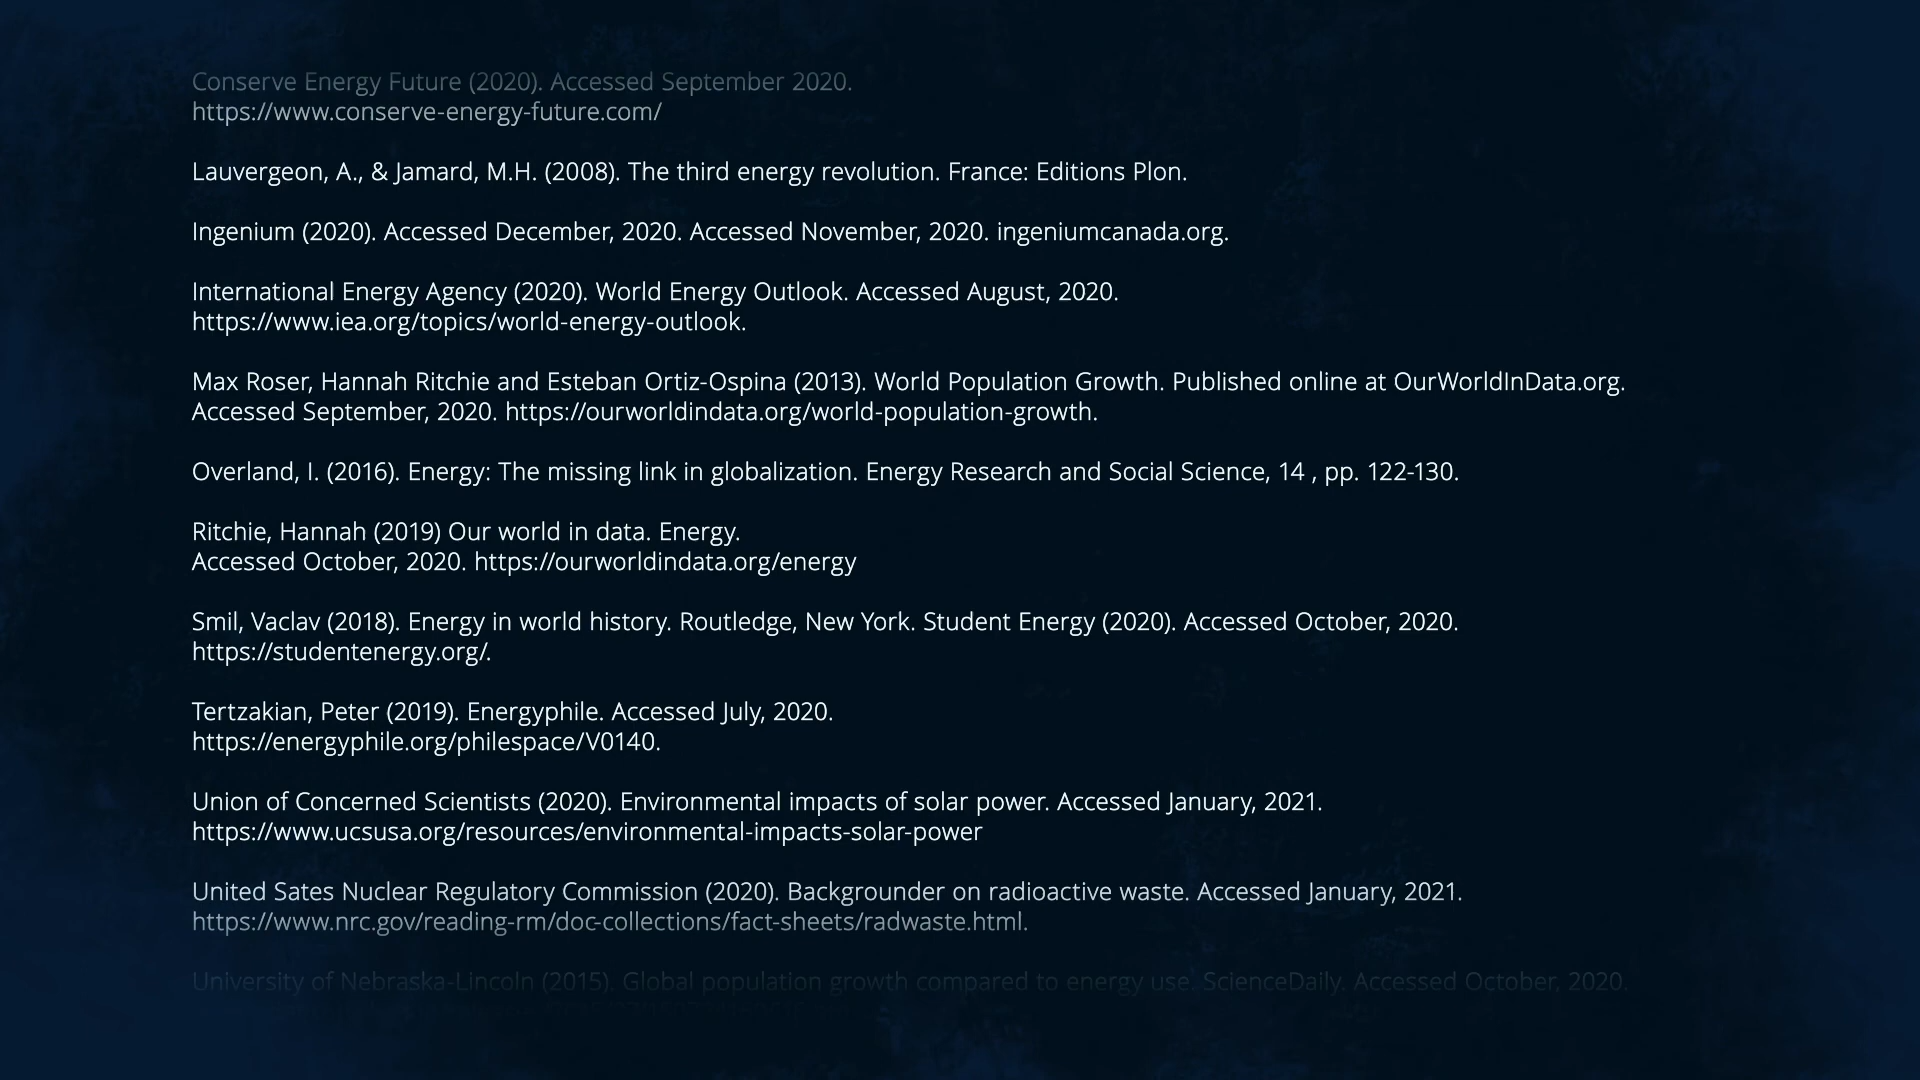 Conserve Energy Future (2020). Accessed September 2020.
https://www.conserve-energy-future.com/
Lauvergeon, A., & Jamard, M.H. (2008). The third energy revolution. France: Editions Plon.
Ingenium (2020). Accessed December, 2020. Accessed November, 2020. ingeniumcanada.org.
International Energy Agency (2020). World Energy Outlook. Accessed August, 2020.
https://www.iea.org/topics/world-energy-outlook.
Max Roser, Hannah Ritchie and Esteban Ortiz-Ospina (2013). World Population Growth. Published online at OurWorldInData.org.
Accessed September, 2020. https://ourworldindata.org/world-population-growth.
Overland, I. (2016). Energy: The missing link in globalization. Energy Research and Social Science, 14 , pp. 122-130.
Ritchie, Hannah (2019) Our world in data. Energy.
Accessed October, 2020. https://ourworldindata.org/energy
Smil, Vaclav (2018). Energy in world history. Routledge, New York. Student Energy (2020). Accessed October, 2020.
https://studentenergy.org/.
Tertzakian, Peter (2019). Energyphile. Accessed July, 2020.
https://energyphile.org/philespace/V0140.
Union of Concerned Scientists (2020). Environmental impacts of solar power. Accessed January, 2021.
https://www.ucsusa.org/resources/environmental-impacts-solar-power
United Sates Nuclear Regulatory Commission (2020). Backgrounder on radioactive waste. Accessed January, 2021.
https://www.nrc.gov/reading-rm/doc-collections/fact-sheets/radwaste.html.
University of Nebraska-Lincoln (2015). Global population growth compared to energy use. ScienceDaily. Accessed October, 2020.